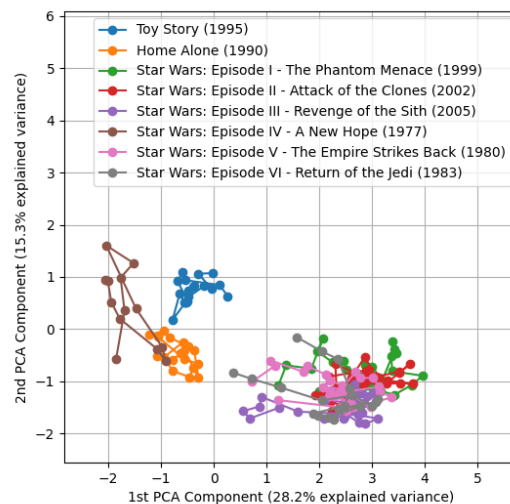 6
5
4
3
2
1
0
−1
−2
2nd PCA Component (15.3% explained variance)
Toy Story (1995)
Home Alone (1990)
Star Wars: Episode I - The Phantom Menace (1999)
Star Wars: Episode II - Attack of the Clones (2002)
Star Wars: Episode III - Revenge of the Sith (2005)
Star Wars: Episode IV - A New Hope (1977)
Star Wars: Episode V - The Empire Strikes Back (1980)
Star Wars: Episode VI - Return of the Jedi (1983)
−2 −1 0 1 2 3 4 5
1st PCA Component (28.2% explained variance)